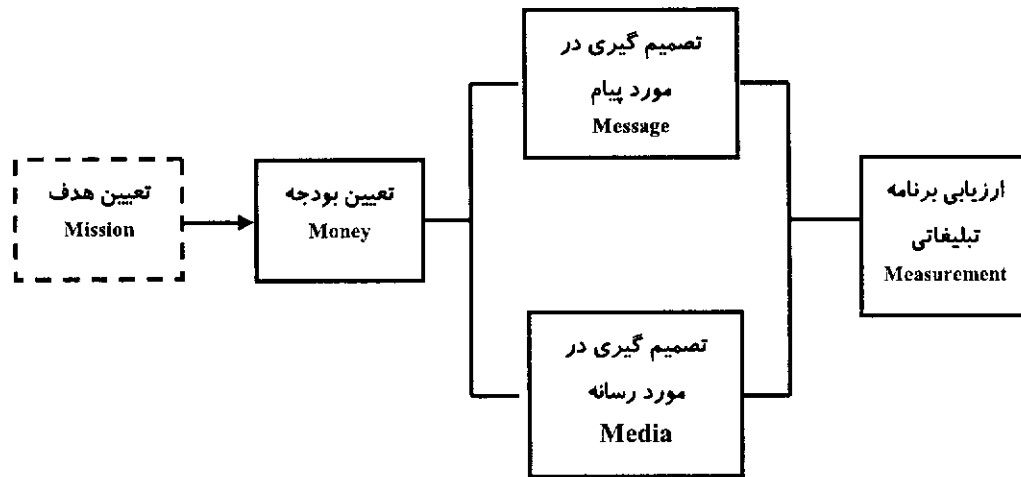 تعیین هدف
Mission
تعیین بودجه
Money
تصمیم گیری در
مورد پیام
Message
تصمیم گیری در
مورد رسانه
Media
ارزیابی برنامه
تبلیغاتی
Measurement